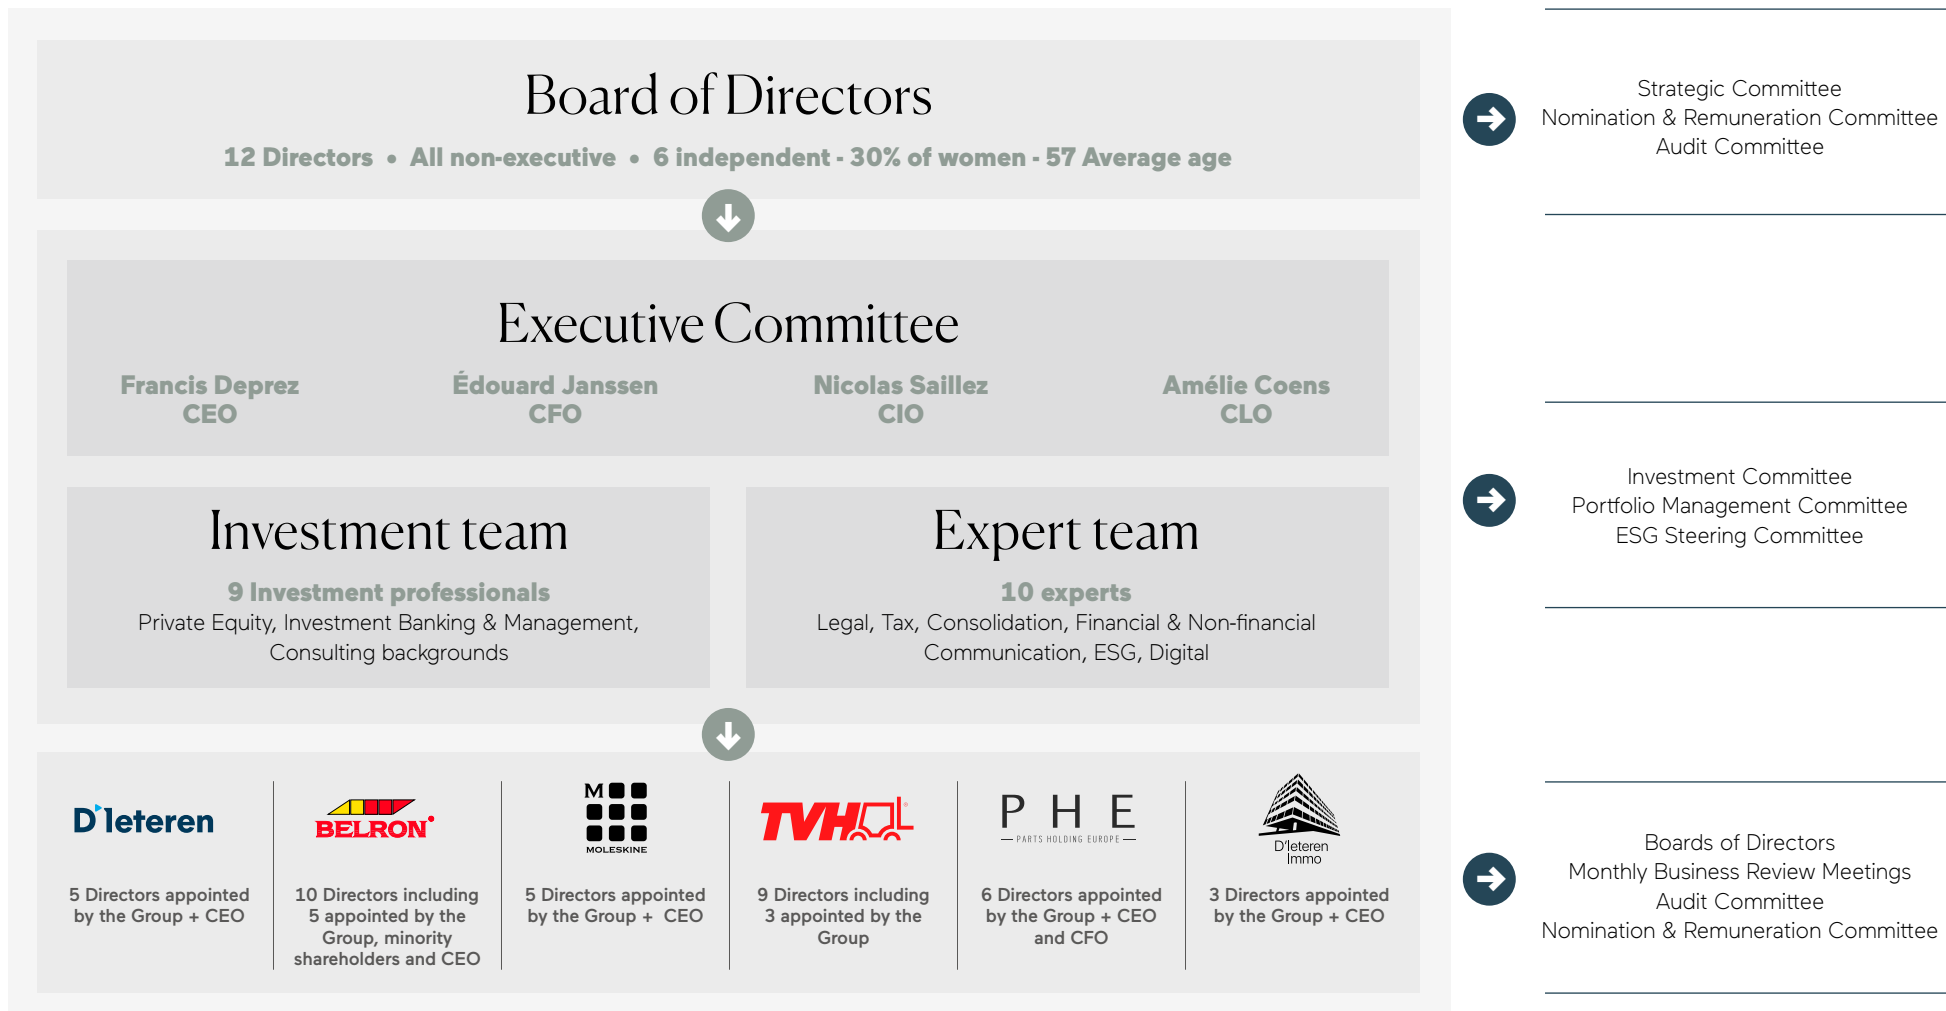 Board of Directors
12 Directors • All non-executive • 6 independent - 30% of women - 57 Average age
Strategic Committee
Nomination & Remuneration Committee
Audit Committee
Executive Committee
Francis Deprez
CEO
Édouard Janssen
CFO
Nicolas Saillez
CIO
Amélie Coens
CLO
Investment team
9 Investment professionals
Private Equity, Investment Banking & Management,
Consulting backgrounds
Expert team
10 experts
Legal, Tax, Consolidation, Financial & Non-financial
Communication, ESG, Digital
Investment Committee
Portfolio Management Committee
ESG Steering Committee
D'Ieteren
5 Directors appointed
by the Group + CEO
BELRON®
10 Directors including
5 appointed by the
Group, minority
shareholders and CEO
M
MOLESKINE
5 Directors appointed
by the Group + CEO
TVH®
9 Directors including
3 appointed by the
Group
PHE
PARTS HOLDING EUROPE
6 Directors appointed
by the Group + CEO
and CFO
D'Ieteren
Immo
3 Directors appointed
by the Group + CEO
Boards of Directors
Monthly Business Review Meetings
Audit Committee
Nomination & Remuneration Committee